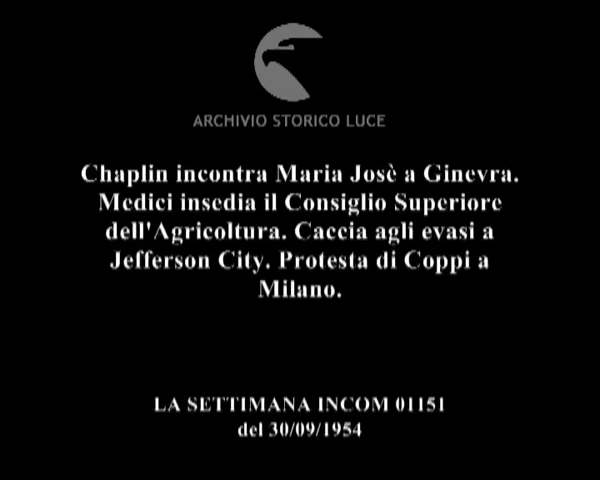 ARCHIVIO STORICO LUCE
Chaplin incontra Maria Josè a Ginevra.
Medici insedia il Consiglio Superiore
dell'Agricoltura. Caccia agli evasi a
Jefferson City. Protesta di Coppi a
Milano.
LA SETTIMANA INCOM 01151
del 30/09/1954